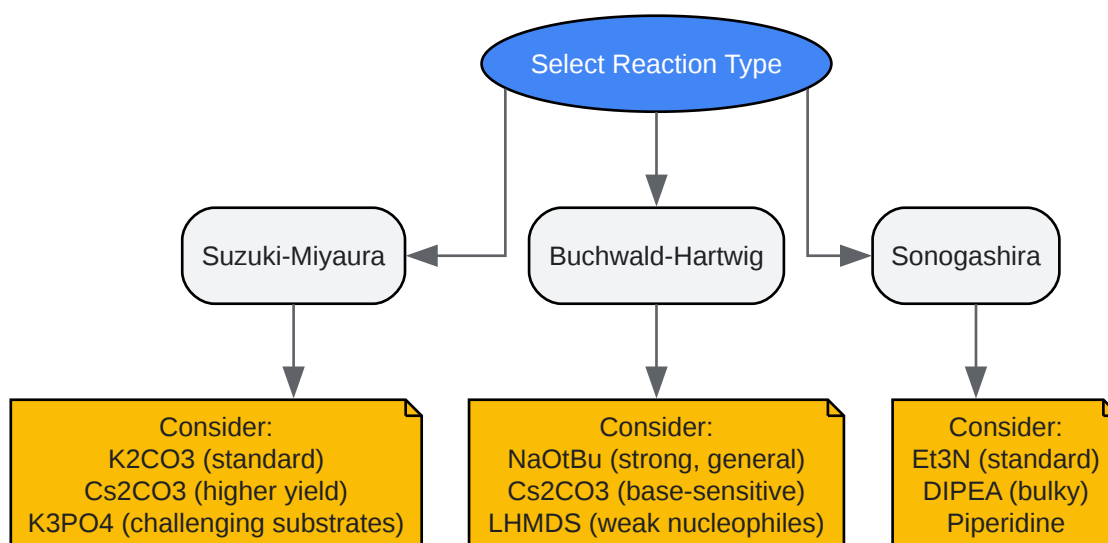 Select Reaction Type
Suzuki-Miyaura
Buchwald-Hartwig
Sonogashira
Consider:
K2CO3 (standard)
Cs2CO3 (higher yield)
K3PO4 (challenging substrates)
Consider:
NaOtBu (strong, general)
Cs2CO3 (base-sensitive)
LHMDS (weak nucleophiles)
Consider:
Et3N (standard)
DIPEA (bulky)
Piperidine